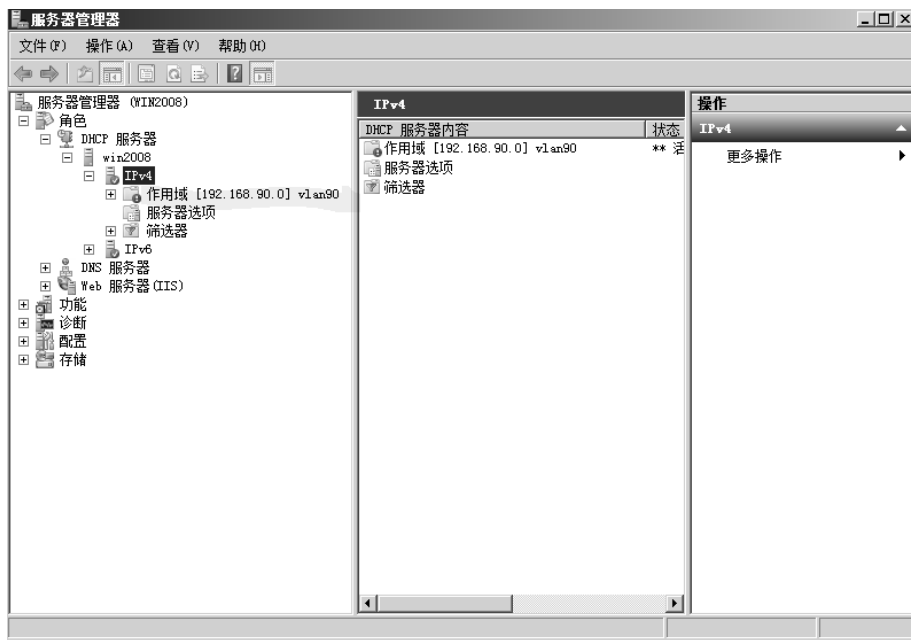 服务器管理器
文件(F) 操作(A) 查看(V) 帮助(H)
服务器管理器 (WIN2008)
角色
DHCP 服务器
win2008
IPv4
作用域 [192.168.90.0] vlan90
服务器选项
筛选器
IPv6
DNS 服务器
Web 服务器(IIS)
功能
诊断
配置
存储
IPv4
DHCP 服务器内容 状态
作用域 [192.168.90.0] vlan90 ** 活
服务器选项
筛选器
操作
IPv4
更多操作